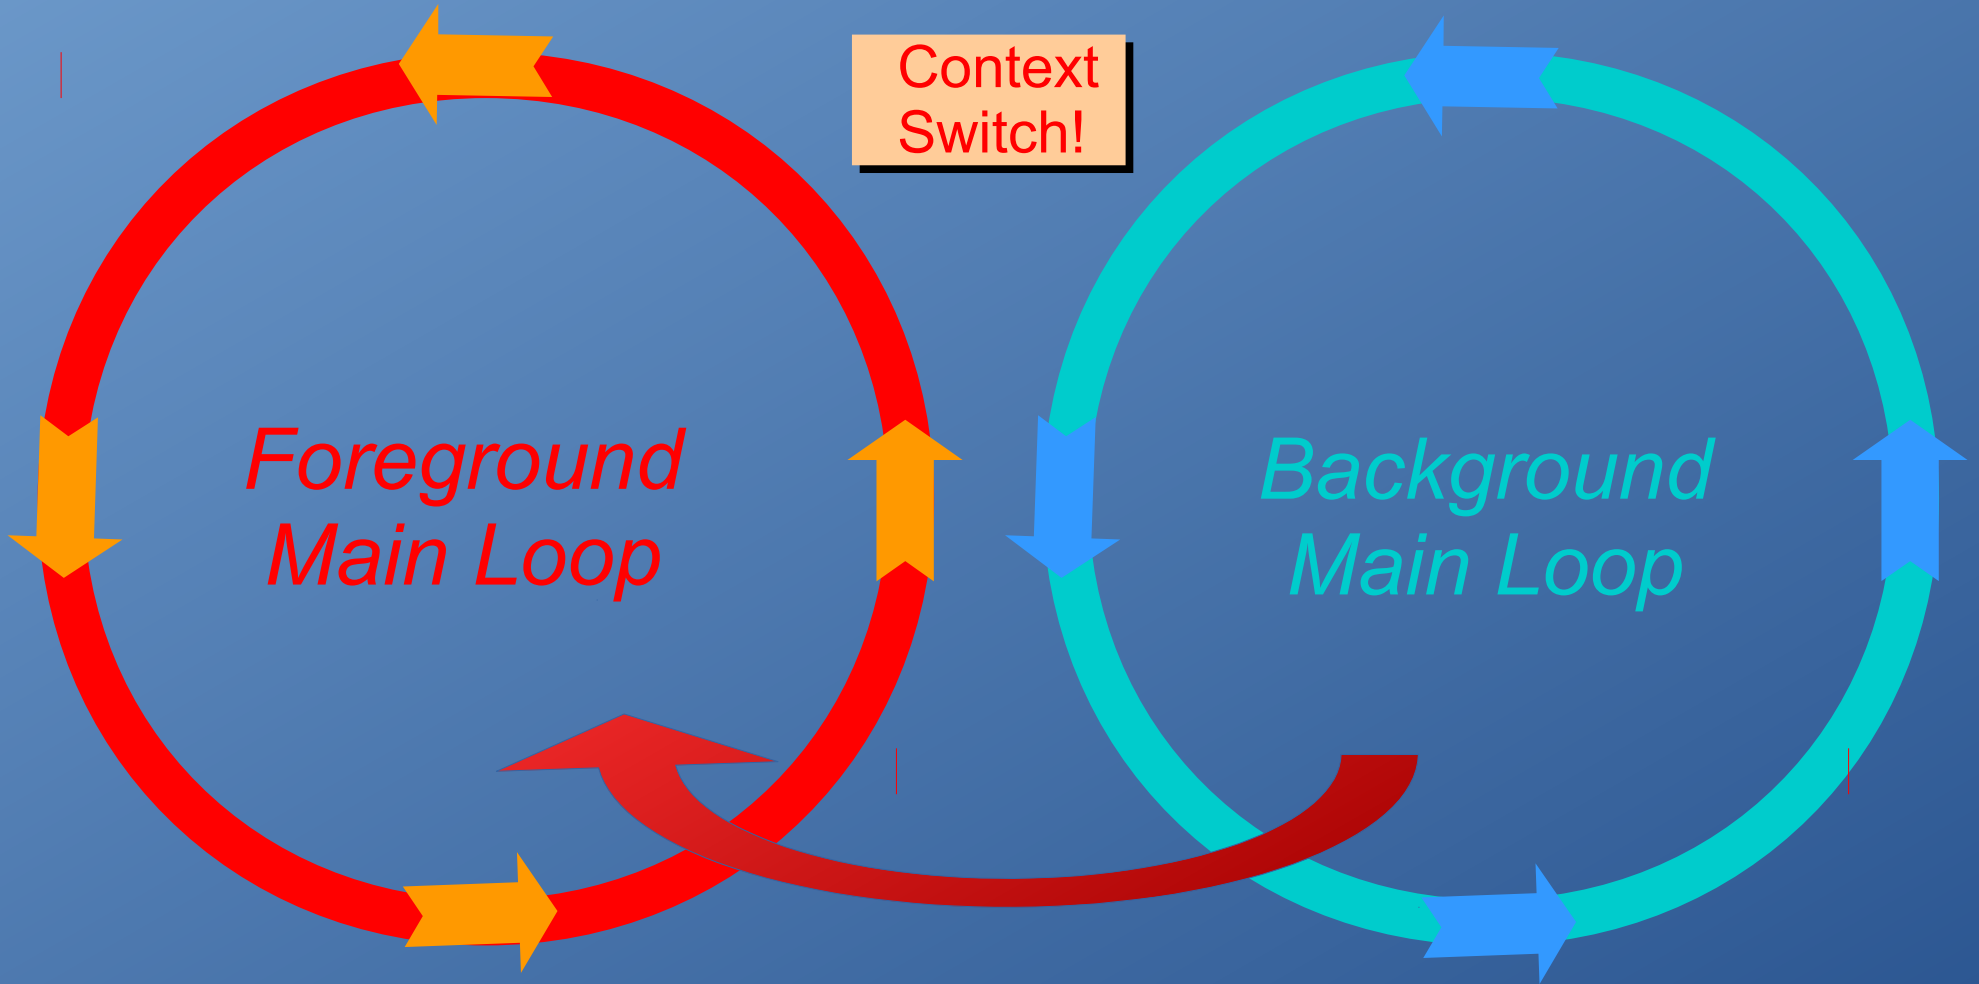 Context
Switch!
Foreground
Main Loop
Background
Main Loop